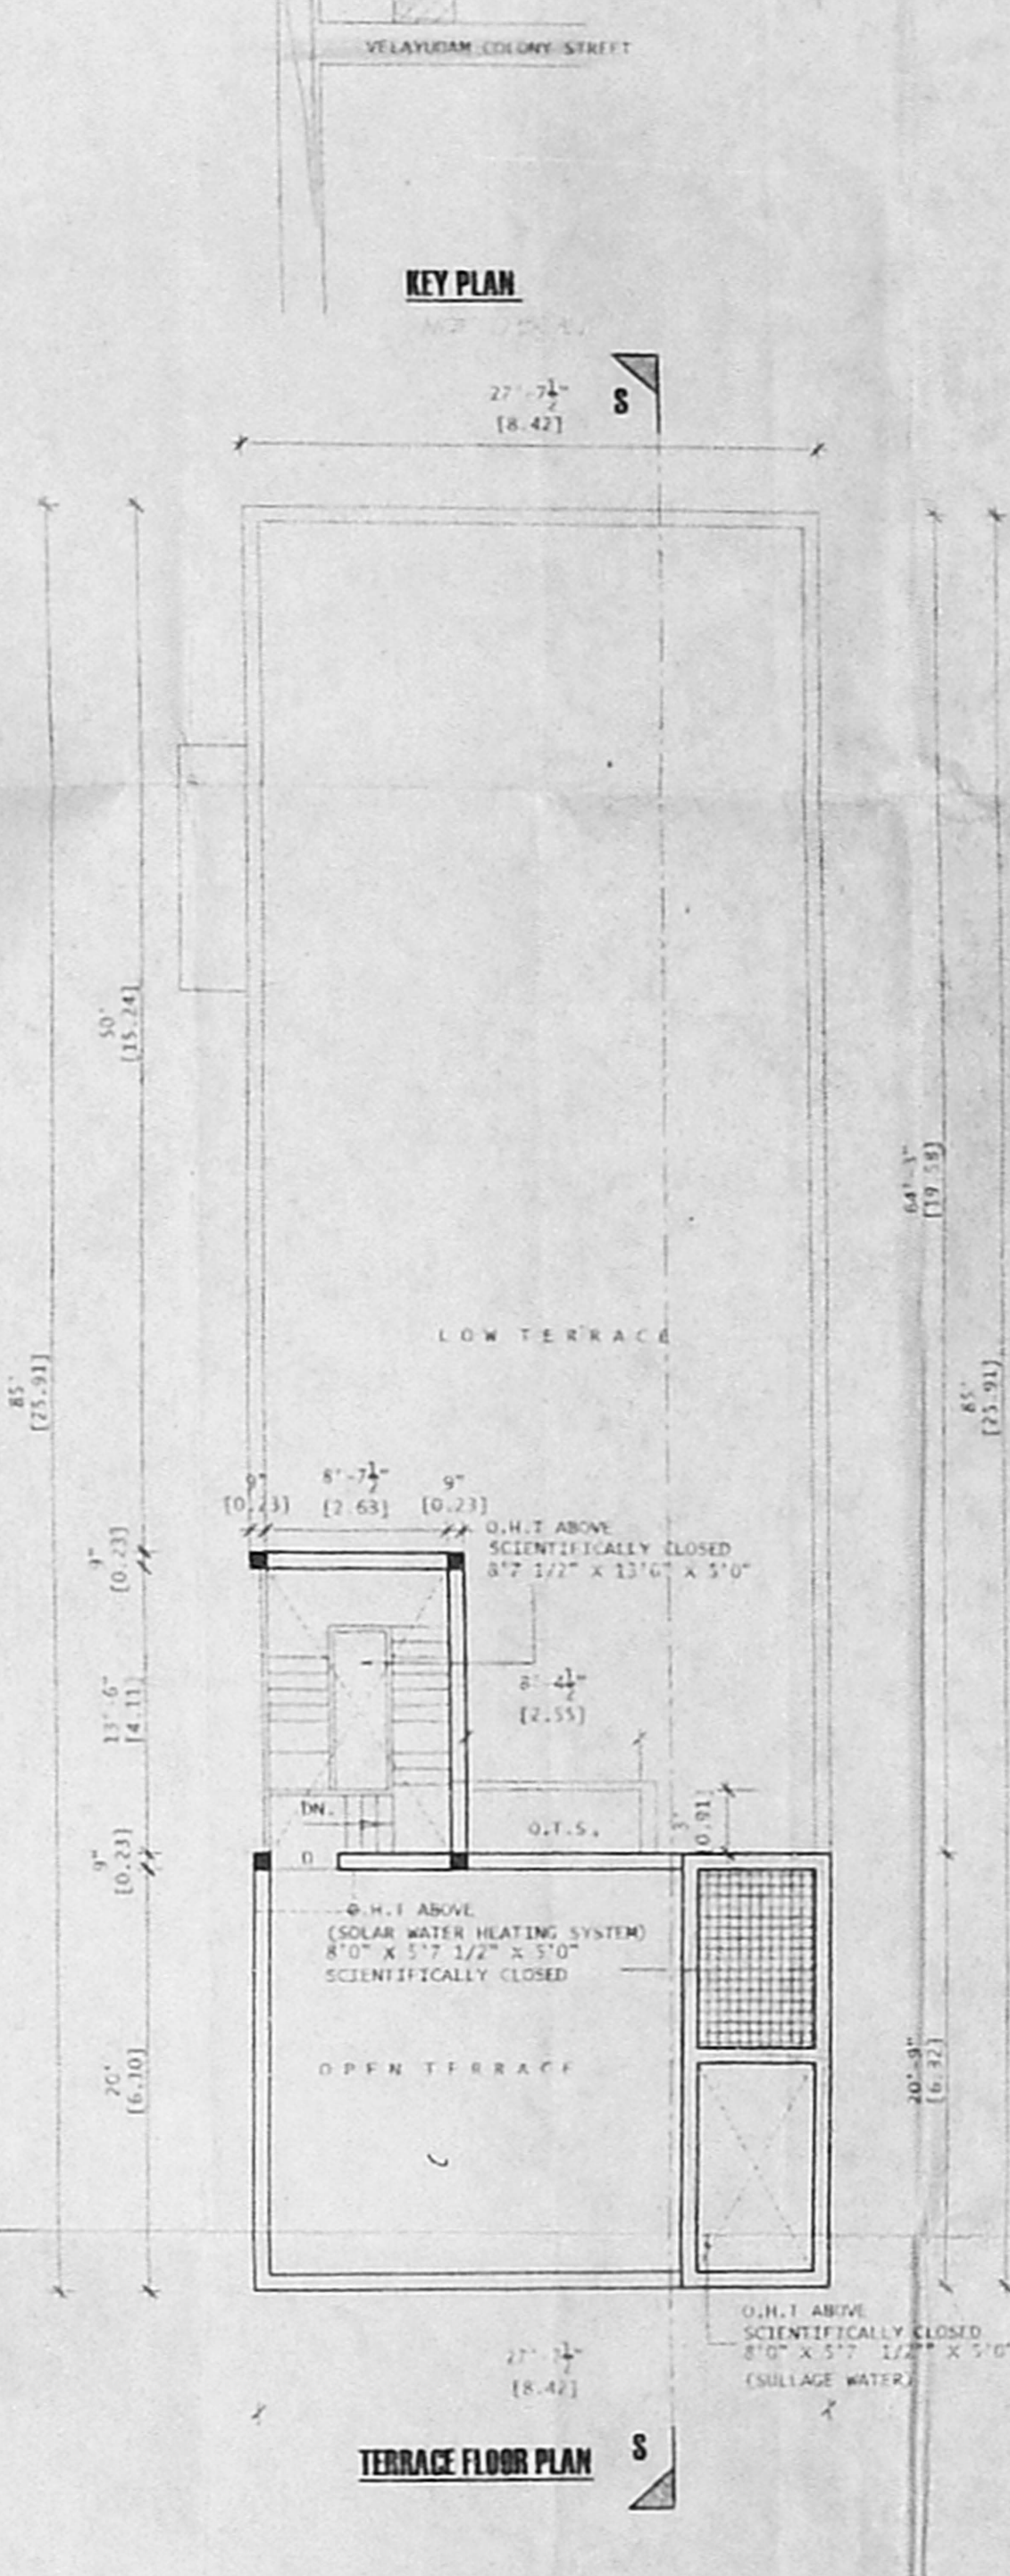 VELAYUDAM COLONY STREET
KEY PLAN
S
27'-7½"
[8.42]
50'
[15.24]
64'-3"
[19.58]
LOW TERRACE
85'
[25.91]
85'
[25.91]
9"
[0.23]
8'-7½"
[2.63]
9"
[0.23]
O.H.T ABOVE
SCIENTIFICALLY CLOSED
8'7 1/2" X 13'6" X 5'0"
9"
[0.23]
13'-6"
[4.11]
8'-4½"
[2.55]
DN.
O.T.S.
3'
[0.91]
9"
[0.23]
D
O.H.T ABOVE
(SOLAR WATER HEATING SYSTEM)
8'0" X 5'7 1/2" X 5'0"
SCIENTIFICALLY CLOSED
OPEN TERRACE
20'
[6.10]
20'-9"
[6.32]
O.H.T ABOVE
SCIENTIFICALLY CLOSED
8'0" X 5'7 1/2" X 5'0"
(SULLAGE WATER)
27'-7½"
[8.42]
TERRACE FLOOR PLAN
S